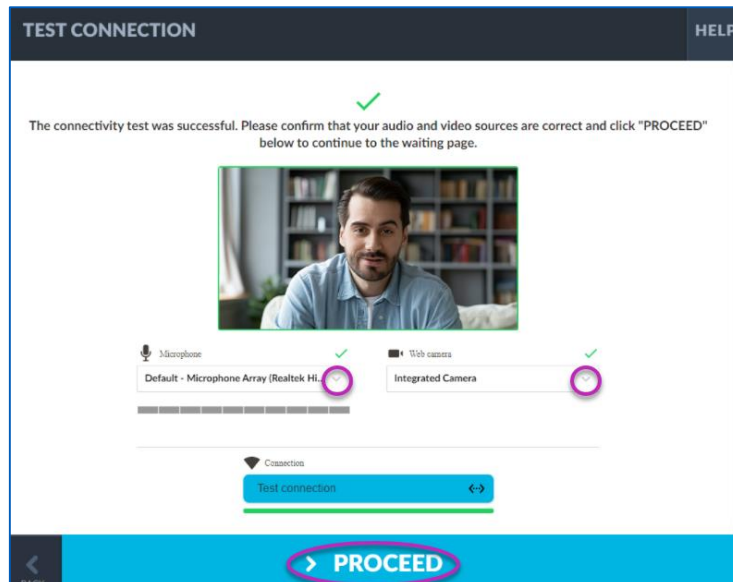 TEST CONNECTION
HELP
The connectivity test was successful. Please confirm that your audio and video sources are correct and click "PROCEED"
below to continue to the waiting page.
Microphone
Web camera
Default - Microphone Array (Realtek Hi...
Integrated Camera
Connection
Test connection
PROCEED